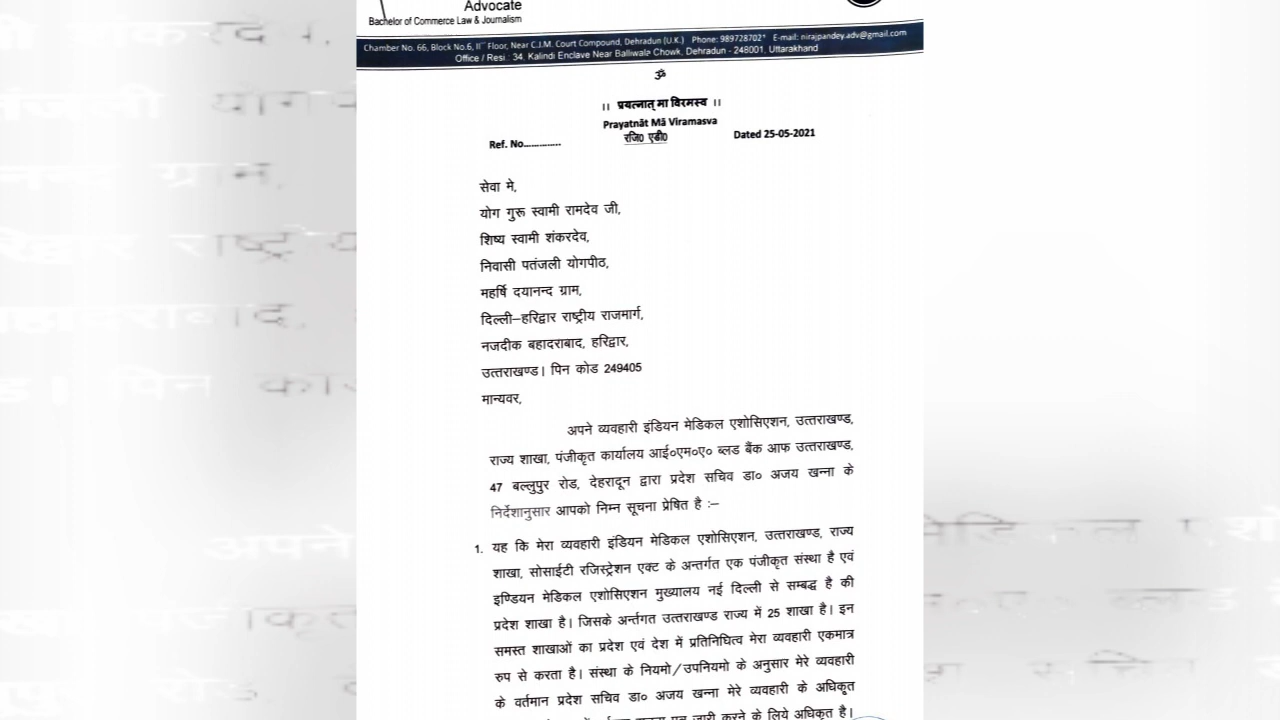 Advocate
Bachelor of Commerce Law & Journalism
Chamber No. 66, Block No.6, IInd Floor, Near C.J.M. Court Compound, Dehradun (U.K.) Phone: 989728702* E-mail: nirajpandey.adv@gmail.com
Office / Resi.: 34, Kalindi Enclave Near Balliwala Chowk, Dehradun - 248001, Uttarakhand
ॐ
।। प्रयत्नात् मा विरमस्व ।।
Prayatnāt Mā Viramasva
रजि0 एडी0
Ref. No............. Dated 25-05-2021
सेवा मे,
योग गुरू स्वामी रामदेव जी,
शिष्य स्वामी शंकरदेव,
निवासी पतंजली योगपीठ,
महर्षि दयानन्द ग्राम,
दिल्ली–हरिद्वार राष्ट्रीय राजमार्ग,
नजदीक बहादराबाद, हरिद्वार,
उत्तराखण्ड। पिन कोड 249405
मान्यवर,
अपने व्यवहारी इंडियन मेडिकल एशोसिएशन, उत्तराखण्ड,
राज्य शाखा, पंजीकृत कार्यालय आई०एम०ए० ब्लड बैंक आफ उत्तराखण्ड,
47 बल्लुपुर रोड, देहरादून द्वारा प्रदेश सचिव डा० अजय खन्ना के
निर्देशानुसार आपको निम्न सूचना प्रेषित है :–
1. यह कि मेरा व्यवहारी इंडियन मेडिकल एशोसिएशन, उत्तराखण्ड, राज्य
शाखा, सोसाईटी रजिस्ट्रेशन एक्ट के अन्तर्गत एक पंजीकृत संस्था है एवं
इण्डियन मेडिकल एशोसिएशन मुख्यालय नई दिल्ली से सम्बद्ध है की
प्रदेश शाखा है। जिसके अर्न्तगत उत्तराखण्ड राज्य में 25 शाखा है। इन
समस्त शाखाओं का प्रदेश एवं देश में प्रतिनिधित्व मेरा व्यवहारी एकमात्र
रुप से करता है। संस्था के नियमो/उपनियमो के अनुसार मेरे व्यवहारी
के वर्तमान प्रदेश सचिव डा० अजय खन्ना मेरे व्यवहारी के अधिकृत
जारी करने के लिये अधिकृत है।